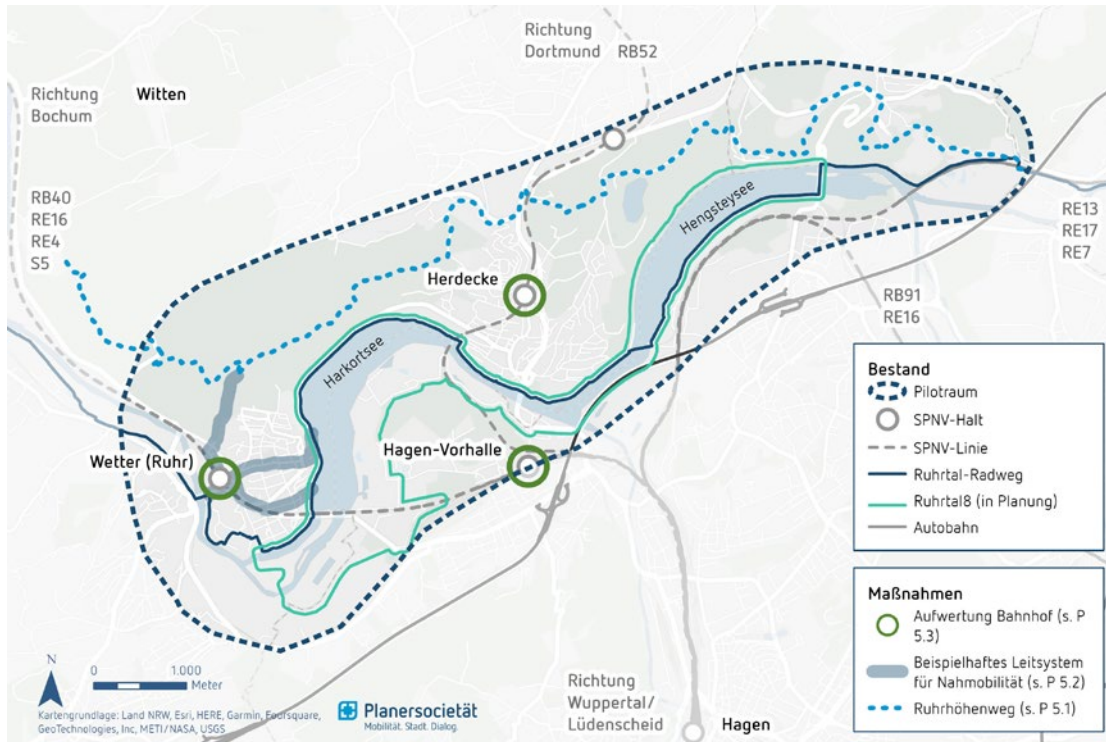 Richtung
Dortmund RB52
Richtung
Bochum
Witten
RB40
RE16
RE4
S5
Hengsteysee
RE13
RE17
RE7
Herdecke
RB91
RE16
Harkortsee
Hagen-Vorhalle
Wetter (Ruhr)
Bestand
Pilotraum
SPNV-Halt
SPNV-Linie
Ruhrtal-Radweg
Ruhrtal8 (in Planung)
Autobahn
Maßnahmen
Aufwertung Bahnhof (s. P
5.3)
Beispielhaftes Leitsystem
für Nahmobilität (s. P 5.2)
Ruhrhöhenweg (s. P 5.1)
N
0 1.000
Meter
Kartengrundlage: Land NRW, Esri, HERE, Garmin, Foursquare,
GeoTechnologies, Inc, METI/NASA, USGS
Planersocietät
Mobilität. Stadt. Dialog.
Richtung
Wuppertal/
Lüdenscheid
Hagen